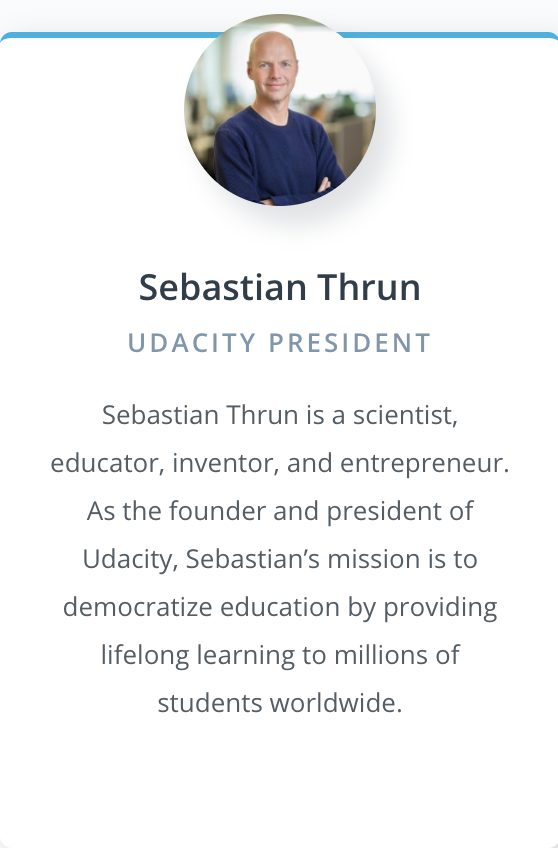 Sebastian Thrun
UDACITY PRESIDENT
Sebastian Thrun is a scientist,
educator, inventor, and entrepreneur.
As the founder and president of
Udacity, Sebastian’s mission is to
democratize education by providing
lifelong learning to millions of
students worldwide.